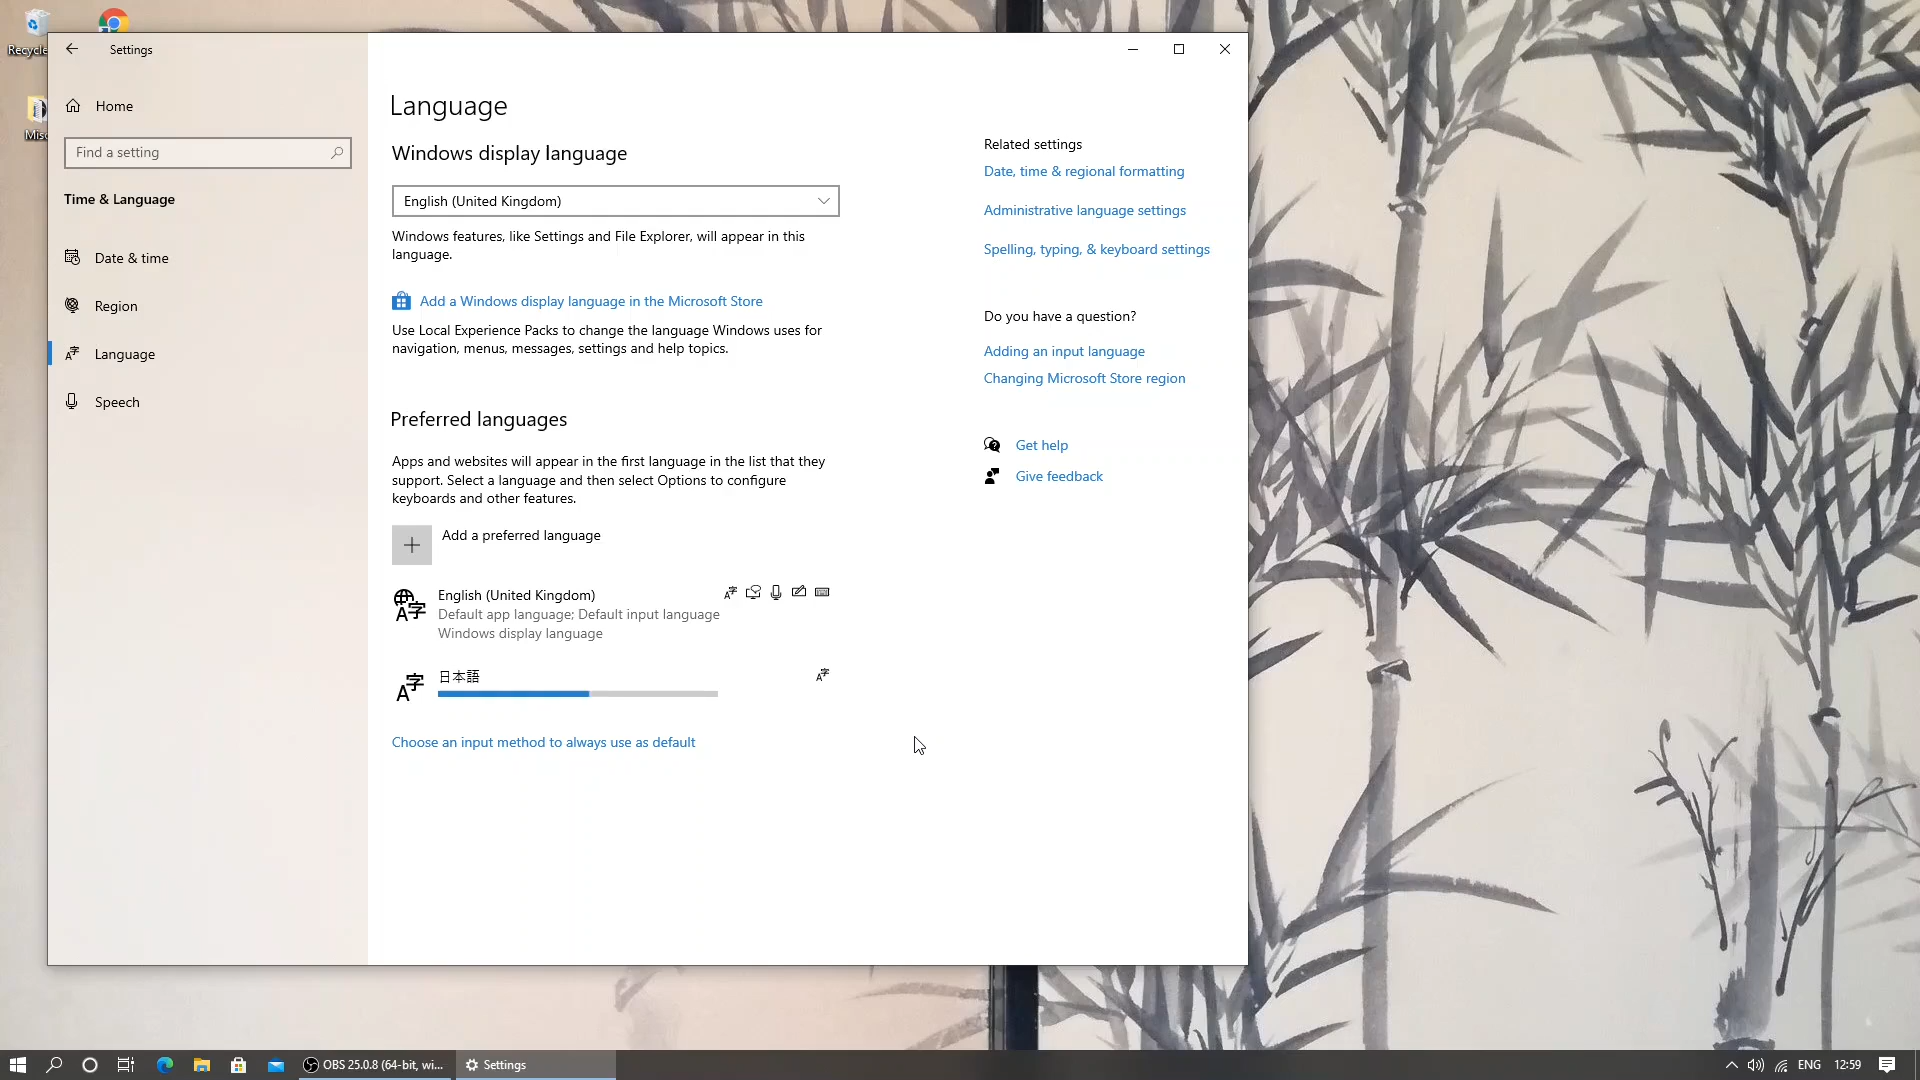 Recycle
Misc
Settings
Home
Find a setting
Time & Language
Date & time
Region
Language
Speech
Language
Windows display language
English (United Kingdom)
Windows features, like Settings and File Explorer, will appear in this
language.
Add a Windows display language in the Microsoft Store
Use Local Experience Packs to change the language Windows uses for
navigation, menus, messages, settings and help topics.
Preferred languages
Apps and websites will appear in the first language in the list that they
support. Select a language and then select Options to configure
keyboards and other features.
Add a preferred language
English (United Kingdom)
Default app language; Default input language
Windows display language
日本語
Choose an input method to always use as default
Related settings
Date, time & regional formatting
Administrative language settings
Spelling, typing, & keyboard settings
Do you have a question?
Adding an input language
Changing Microsoft Store region
Get help
Give feedback
OBS 25.0.8 (64-bit, wi...
Settings
ENG
12:59